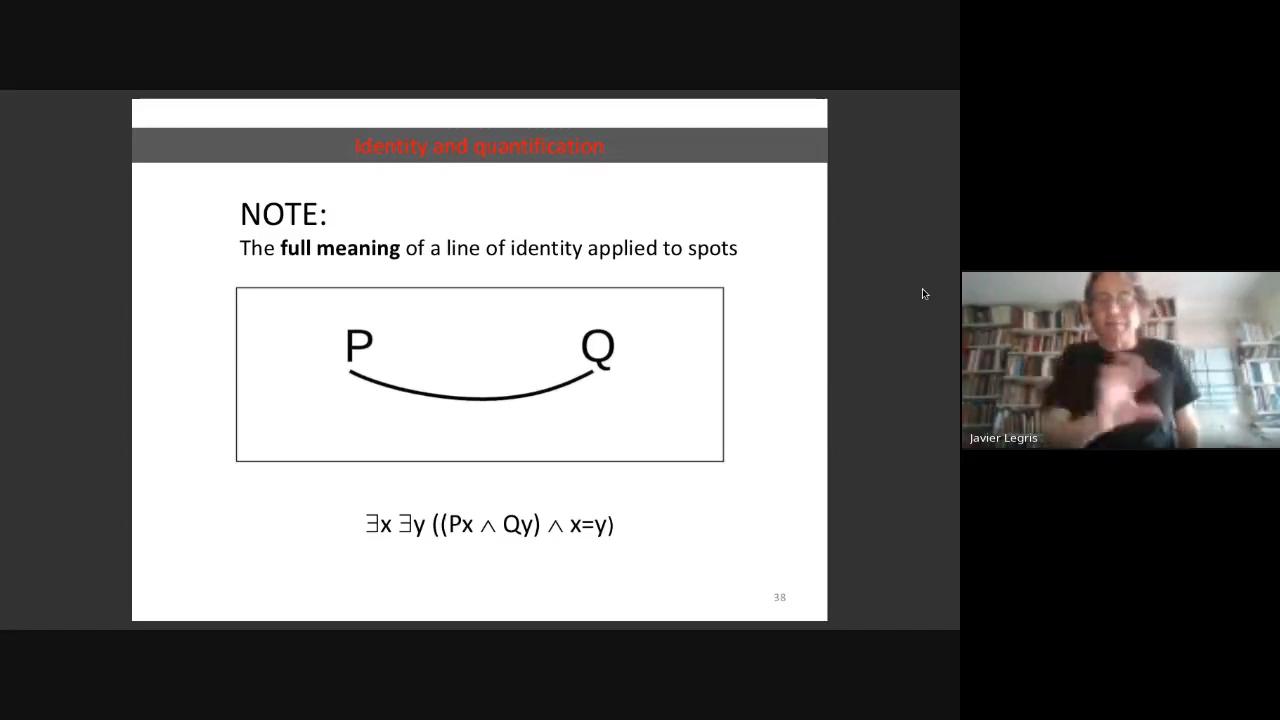 Identity and quantification
NOTE:
The full meaning of a line of identity applied to spots
P Q
∃x ∃y ((Px ∧ Qy) ∧ x=y)
38
Javier Legris